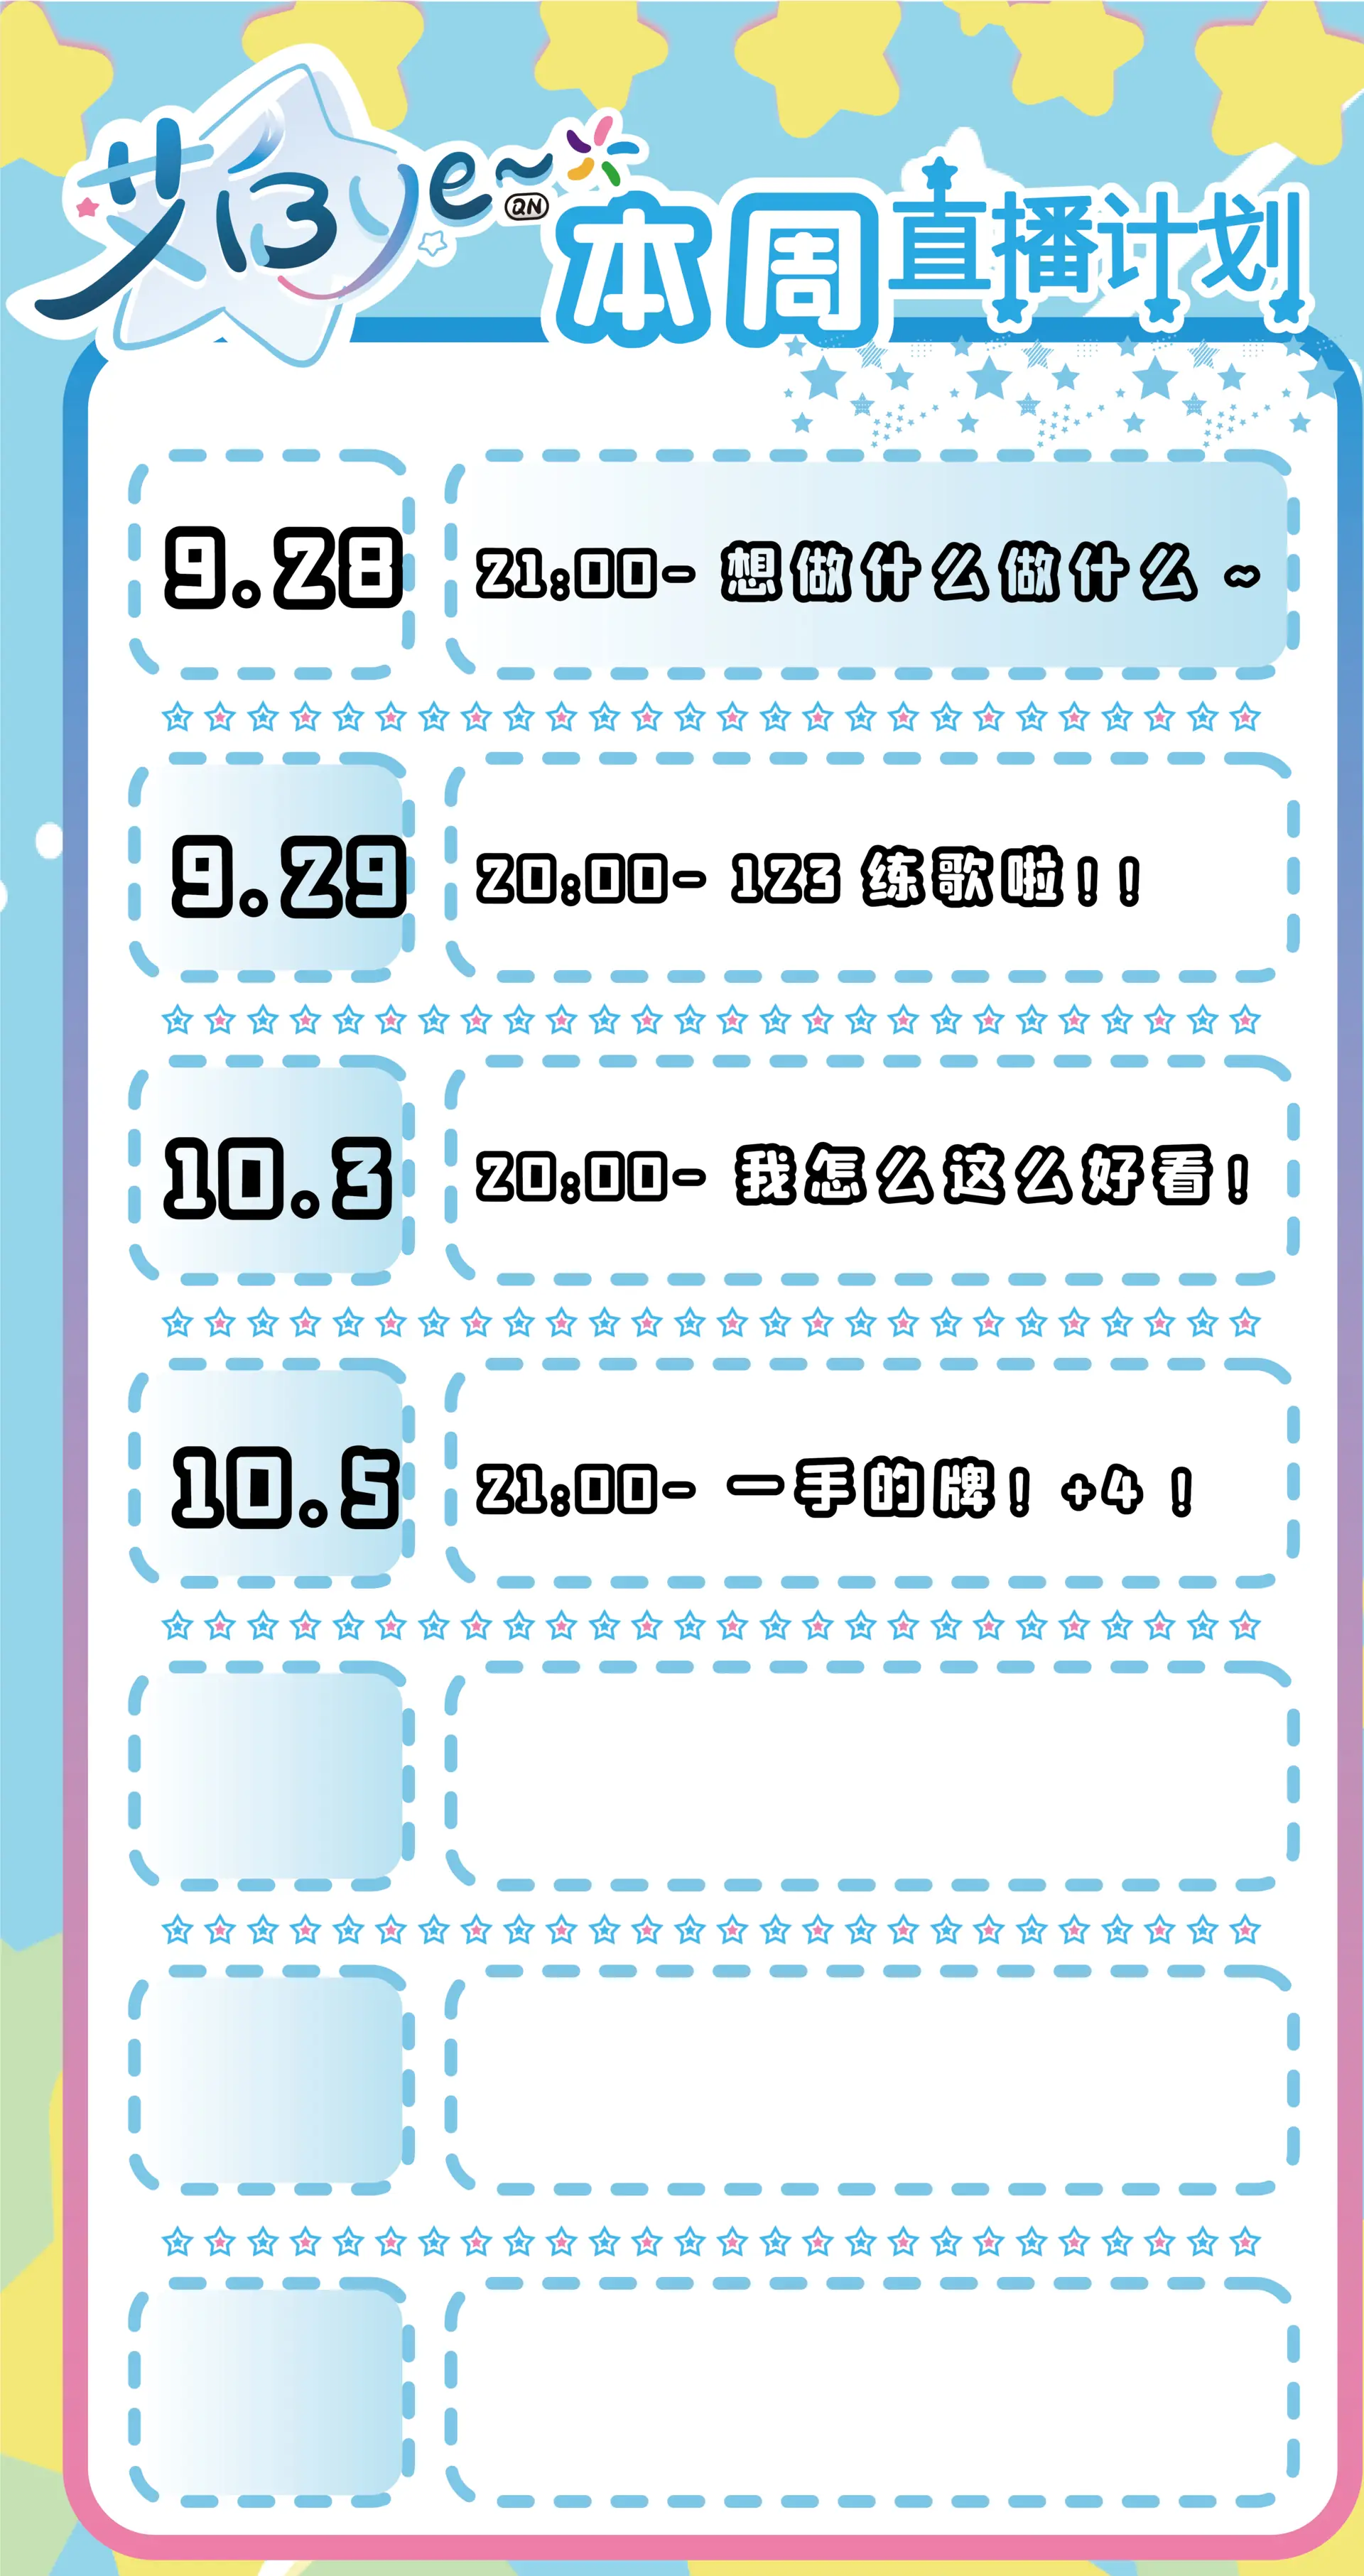 艾因ye~
QN
本周直播计划
9.28
21:00- 想做什么做什么 ~
9.29
20:00- 123 练歌啦!!
10.3
20:00- 我怎么这么好看!
10.5
21:00- 一手的牌! +4 !